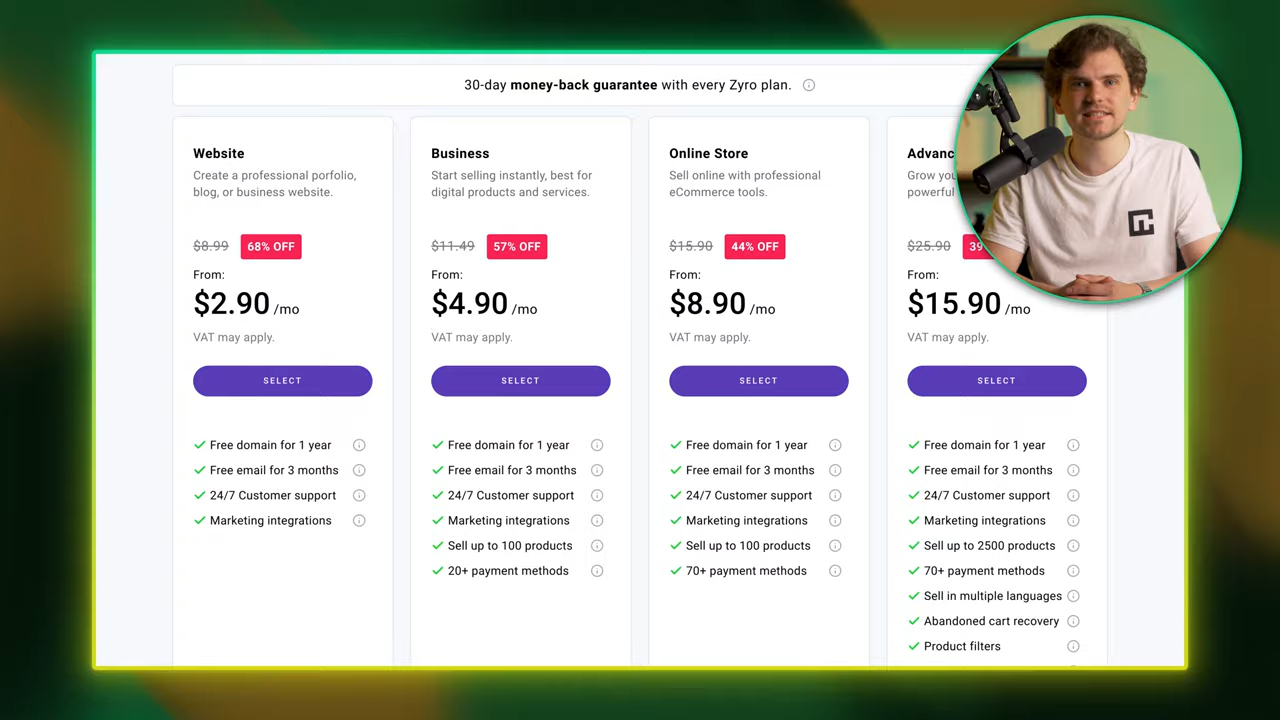 30-day money-back guarantee with every Zyro plan.
Website
Create a professional porfolio,
blog, or business website.
$8.99 68% OFF
From:
$2.90 /mo
VAT may apply.
SELECT
Free domain for 1 year
Free email for 3 months
24/7 Customer support
Marketing integrations
Business
Start selling instantly, best for
digital products and services.
$11.49 57% OFF
From:
$4.90 /mo
VAT may apply.
SELECT
Free domain for 1 year
Free email for 3 months
24/7 Customer support
Marketing integrations
Sell up to 100 products
20+ payment methods
Online Store
Sell online with professional
eCommerce tools.
$15.90 44% OFF
From:
$8.90 /mo
VAT may apply.
SELECT
Free domain for 1 year
Free email for 3 months
24/7 Customer support
Marketing integrations
Sell up to 100 products
70+ payment methods
Advanc
Grow you
powerful
$25.90 39
From:
$15.90 /mo
VAT may apply.
SELECT
Free domain for 1 year
Free email for 3 months
24/7 Customer support
Marketing integrations
Sell up to 2500 products
70+ payment methods
Sell in multiple languages
Abandoned cart recovery
Product filters